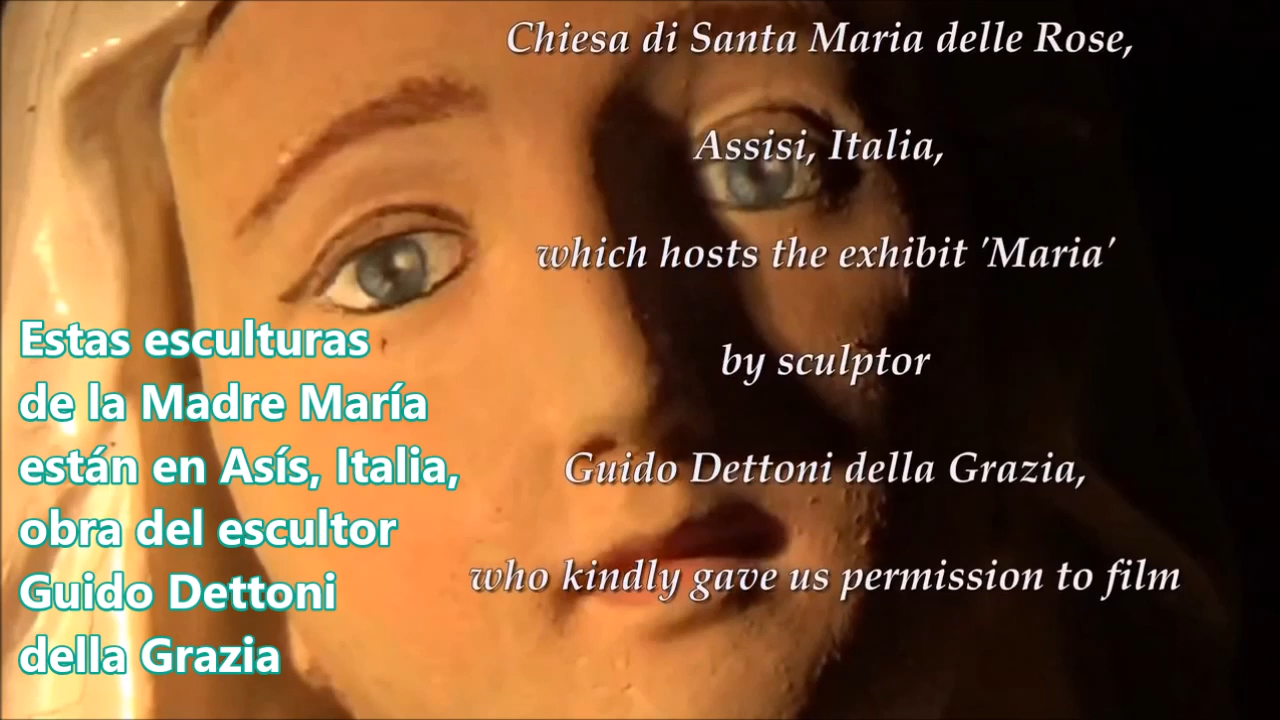 Chiesa di Santa Maria delle Rose,
Assisi, Italia,
which hosts the exhibit 'Maria'
by sculptor
Guido Dettoni della Grazia,
who kindly gave us permission to film
Estas esculturas
de la Madre María
están en Asís, Italia,
obra del escultor
Guido Dettoni
della Grazia